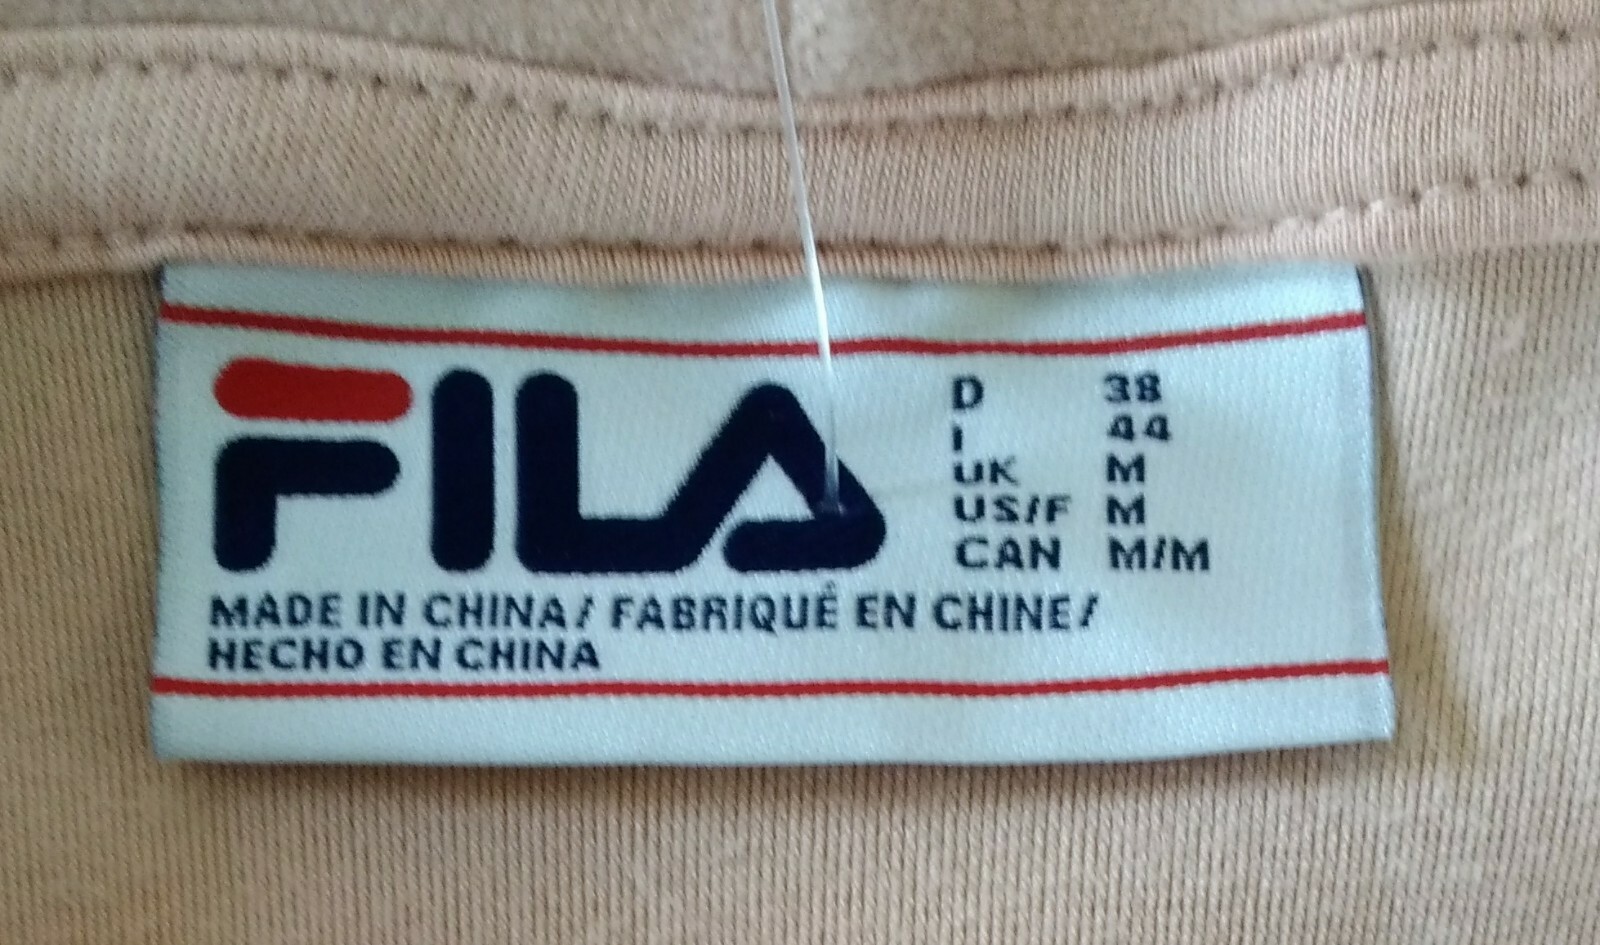 FILA
D 38
I 44
UK M
US/F M
CAN M/M
MADE IN CHINA / FABRIQUÉ EN CHINE /
HECHO EN CHINA